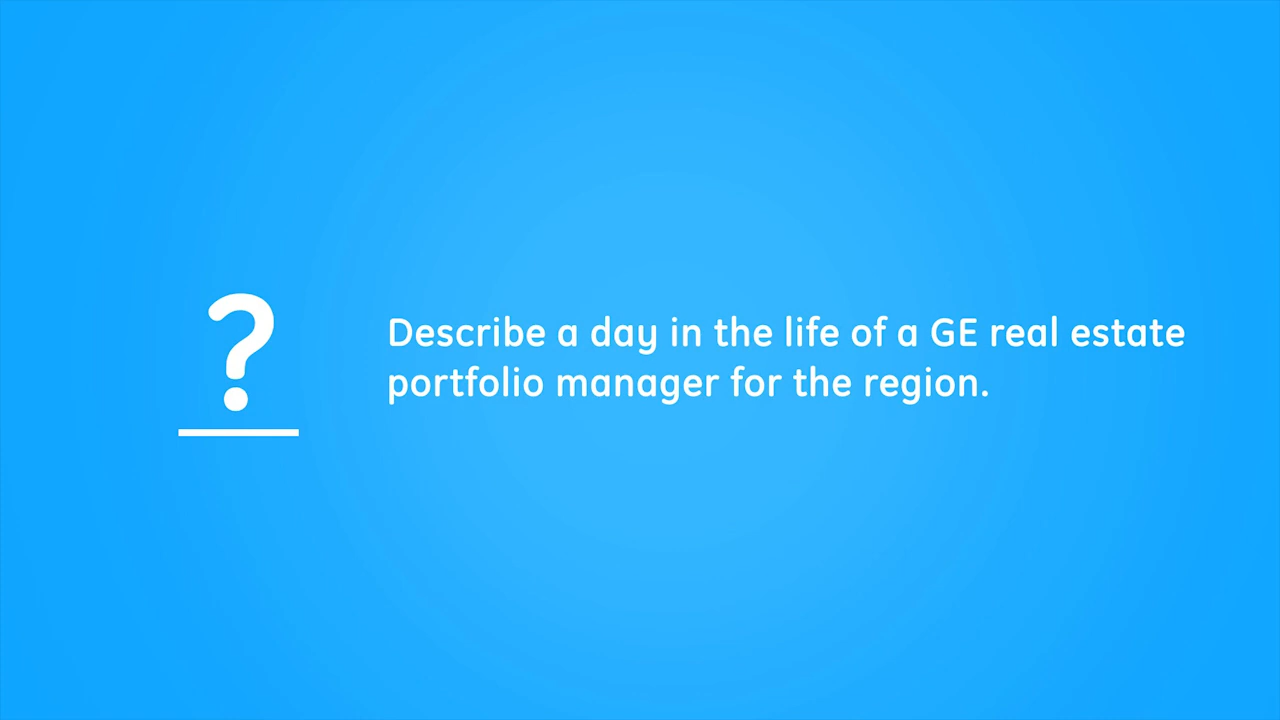 ?
Describe a day in the life of a GE real estate
portfolio manager for the region.